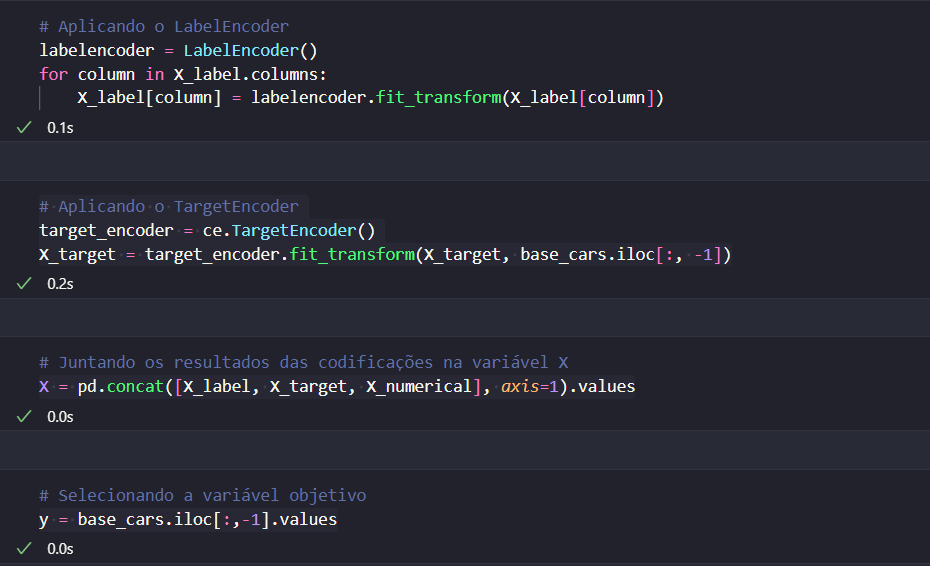 # Aplicando o LabelEncoder
labelencoder = LabelEncoder()
for column in X_label.columns:
    X_label[column] = labelencoder.fit_transform(X_label[column])
0.1s
# Aplicando o TargetEncoder
target_encoder = ce.TargetEncoder()
X_target = target_encoder.fit_transform(X_target, base_cars.iloc[:, -1])
0.2s
# Juntando os resultados das codificações na variável X
X = pd.concat([X_label, X_target, X_numerical], axis=1).values
0.0s
# Selecionando a variável objetivo
y = base_cars.iloc[:,-1].values
0.0s